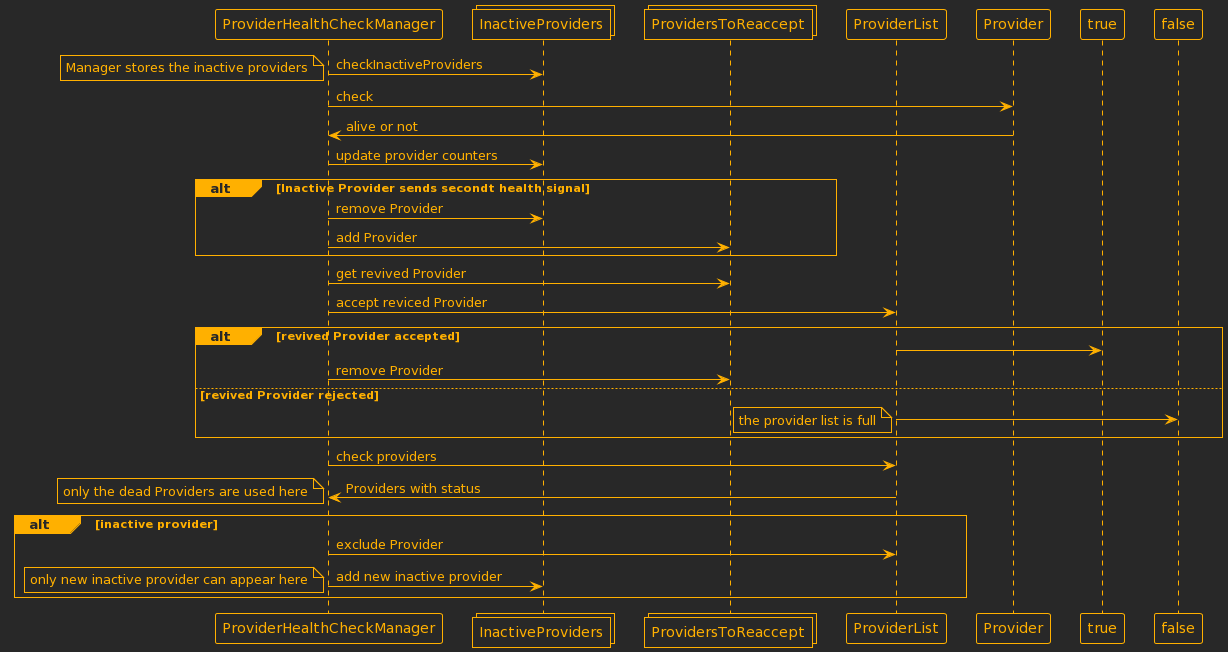 ProviderHealthCheckManager
InactiveProviders
ProvidersToReaccept
ProviderList
Provider
true
false
Manager stores the inactive providers
checkInactiveProviders
check
alive or not
update provider counters
alt
[Inactive Provider sends secondt health signal]
remove Provider
add Provider
get revived Provider
accept reviced Provider
alt
[revived Provider accepted]
remove Provider
[revived Provider rejected]
the provider list is full
check providers
only the dead Providers are used here
Providers with status
alt
[inactive provider]
exclude Provider
only new inactive provider can appear here
add new inactive provider
ProviderHealthCheckManager
InactiveProviders
ProvidersToReaccept
ProviderList
Provider
true
false